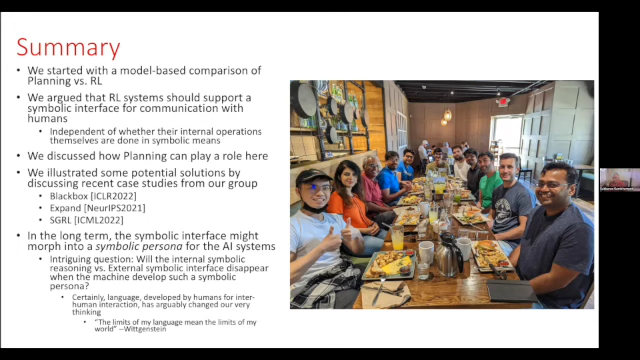 Summary
• We started with a model-based comparison of
Planning vs. RL
• We argued that RL systems should support a
symbolic interface for communication with
humans
• Independent of whether their internal operations
themselves are done in symbolic means
• We discussed how Planning can play a role here
• We illustrated some potential solutions by
discussing recent case studies from our group
• Blackbox [ICLR2022]
• Expand [NeurIPS2021]
• SGRL [ICML2022]
• In the long term, the symbolic interface might
morph into a symbolic persona for the AI systems
• Intriguing question: Will the internal symbolic
reasoning vs. External symbolic interface disappear
when the machine develop such a symbolic
persona?
• Certainly, language, developed by humans for inter-
human interaction, has arguably changed our very
thinking
• "The limits of my language mean the limits of my
world" --Wittgenstein